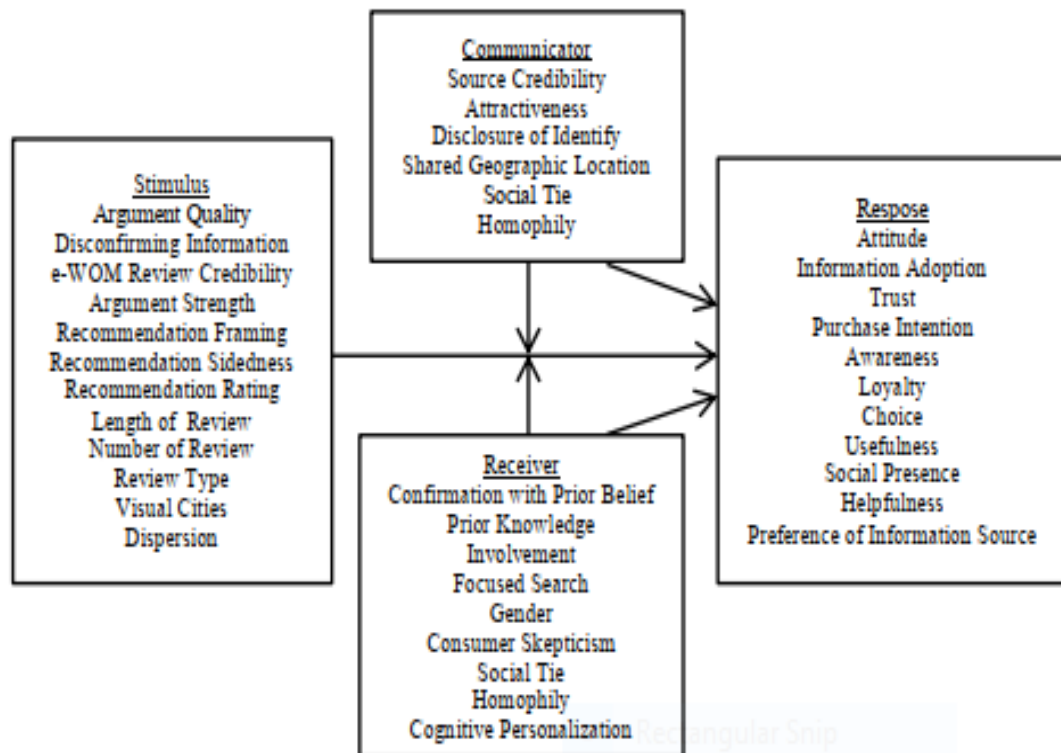 Communicator
Source Credibility
Attractiveness
Disclosure of Identify
Shared Geographic Location
Social Tie
Homophily
Stimulus
Argument Quality
Disconfirming Information
e-WOM Review Credibility
Argument Strength
Recommendation Framing
Recommendation Sidedness
Recommendation Rating
Length of Review
Number of Review
Review Type
Visual Cities
Dispersion
Respose
Attitude
Information Adoption
Trust
Purchase Intention
Awareness
Loyalty
Choice
Usefulness
Social Presence
Helpfulness
Preference of Information Source
Receiver
Confirmation with Prior Belief
Prior Knowledge
Involvement
Focused Search
Gender
Consumer Skepticism
Social Tie
Homophily
Cognitive Personalization
Rectangular Snip